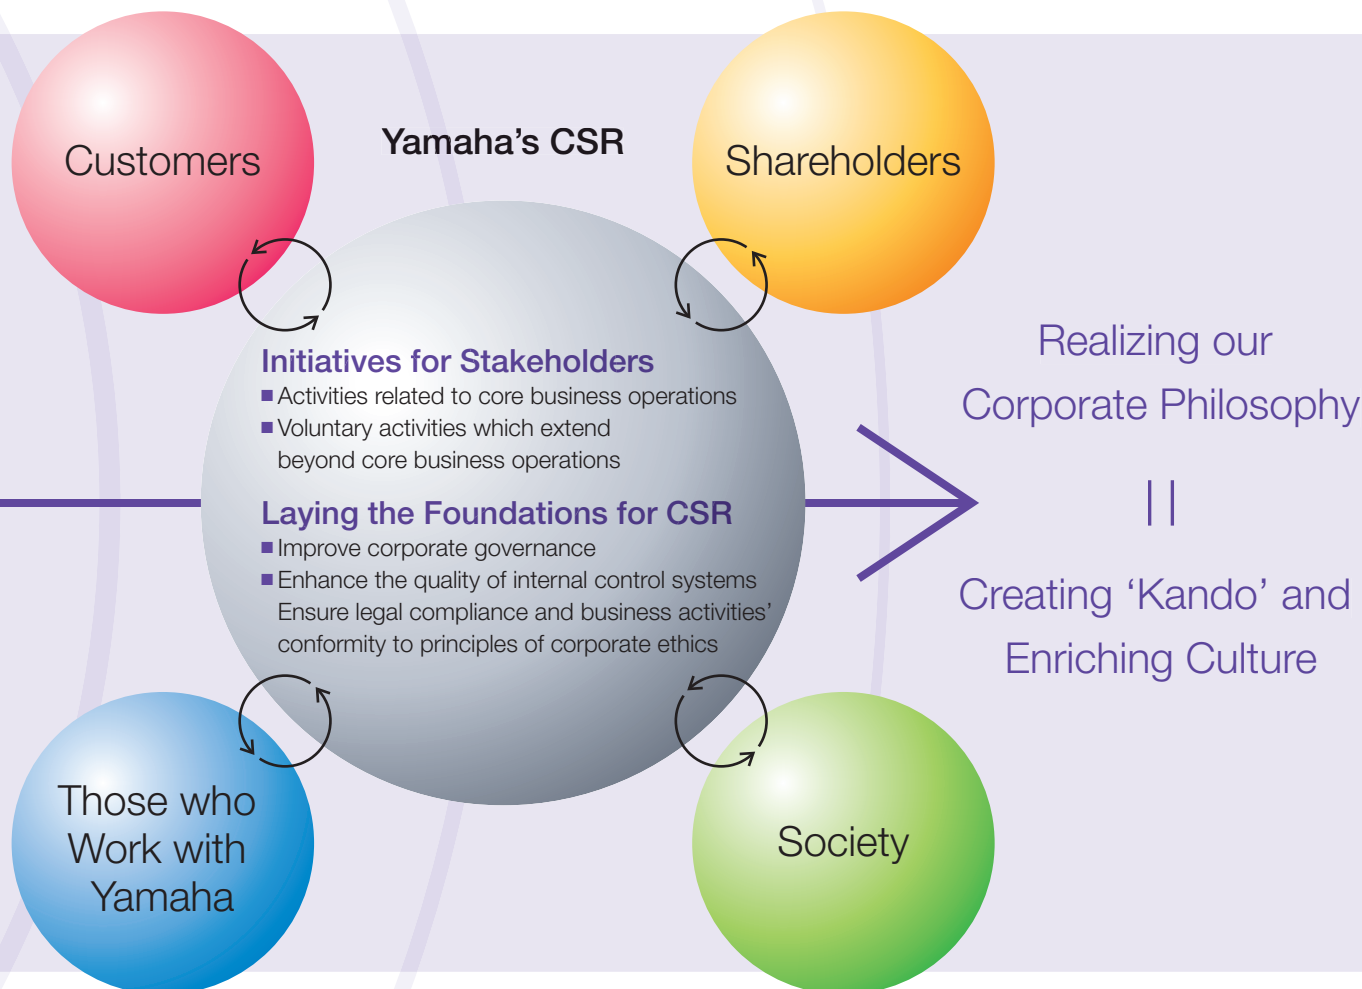 Customers
Yamaha’s CSR
Shareholders
Initiatives for Stakeholders
■ Activities related to core business operations
■ Voluntary activities which extend
beyond core business operations
Laying the Foundations for CSR
■ Improve corporate governance
■ Enhance the quality of internal control systems
Ensure legal compliance and business activities’
conformity to principles of corporate ethics
Realizing our
Corporate Philosophy
||
Creating ‘Kando’ and
Enriching Culture
Those who
Work with
Yamaha
Society